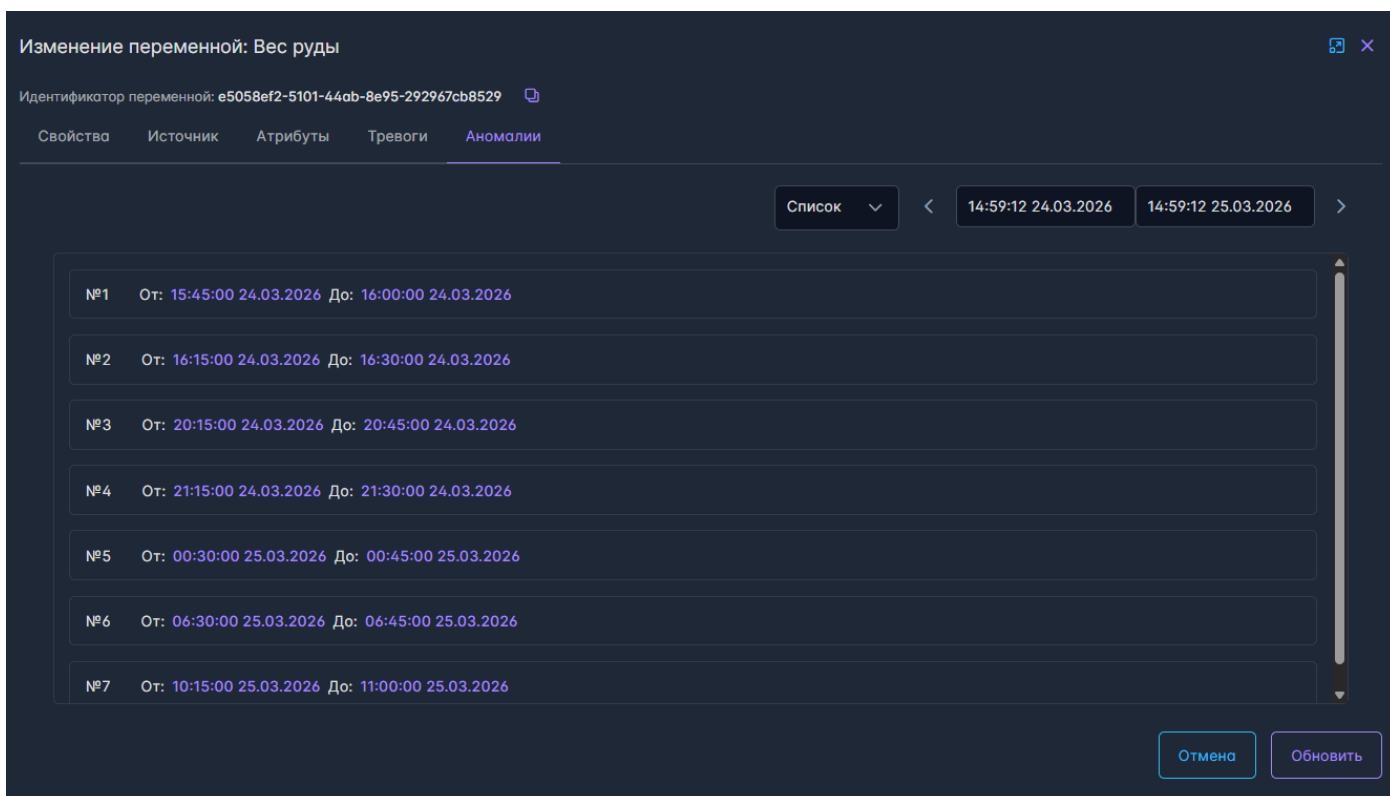 Изменение переменной: Вес руды
Идентификатор переменной: e5058ef2-5101-44ab-8e95-292967cb8529
Свойства Источник Атрибуты Тревоги Аномалии
Список 14:59:12 24.03.2026 14:59:12 25.03.2026
№1 От: 15:45:00 24.03.2026 До: 16:00:00 24.03.2026
№2 От: 16:15:00 24.03.2026 До: 16:30:00 24.03.2026
№3 От: 20:15:00 24.03.2026 До: 20:45:00 24.03.2026
№4 От: 21:15:00 24.03.2026 До: 21:30:00 24.03.2026
№5 От: 00:30:00 25.03.2026 До: 00:45:00 25.03.2026
№6 От: 06:30:00 25.03.2026 До: 06:45:00 25.03.2026
№7 От: 10:15:00 25.03.2026 До: 11:00:00 25.03.2026
Отмена Обновить